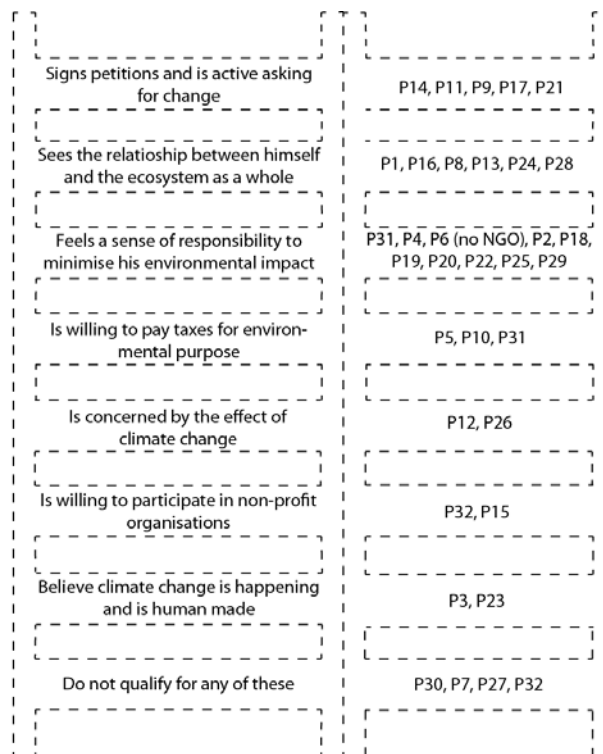 Signs petitions and is active asking
for change
P14, P11, P9, P17, P21
Sees the relatioship between himself
and the ecosystem as a whole
P1, P16, P8, P13, P24, P28
Feels a sense of responsibility to
minimise his environmental impact
P31, P4, P6 (no NGO), P2, P18,
P19, P20, P22, P25, P29
Is willing to pay taxes for environ-
mental purpose
P5, P10, P31
Is concerned by the effect of
climate change
P12, P26
Is willing to participate in non-profit
organisations
P32, P15
Believe climate change is happening
and is human made
P3, P23
Do not qualify for any of these
P30, P7, P27, P32